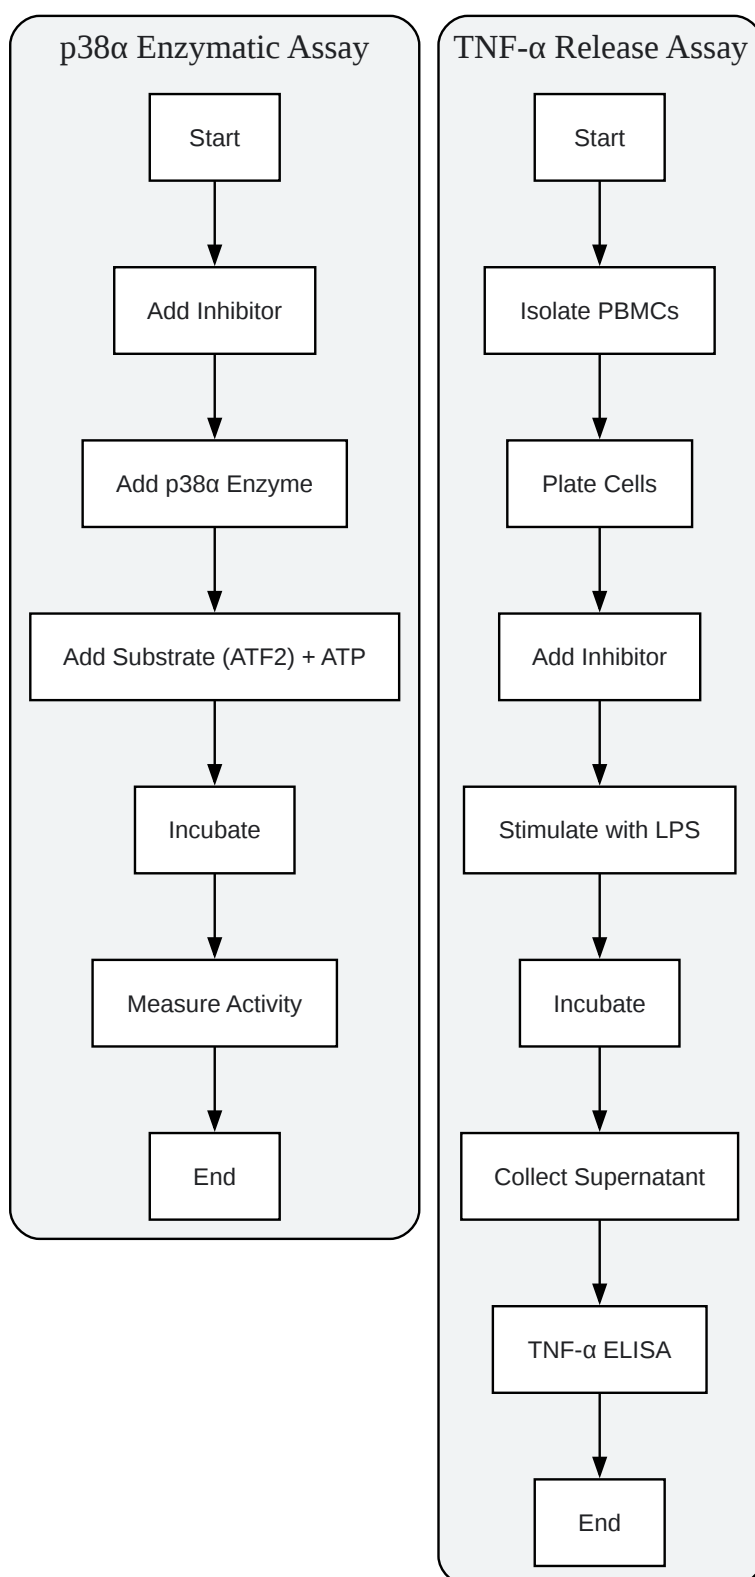 p38α Enzymatic Assay
Start
Add Inhibitor
Add p38α Enzyme
Add Substrate (ATF2) + ATP
Incubate
Measure Activity
End
TNF-α Release Assay
Start
Isolate PBMCs
Plate Cells
Add Inhibitor
Stimulate with LPS
Incubate
Collect Supernatant
TNF-α ELISA
End